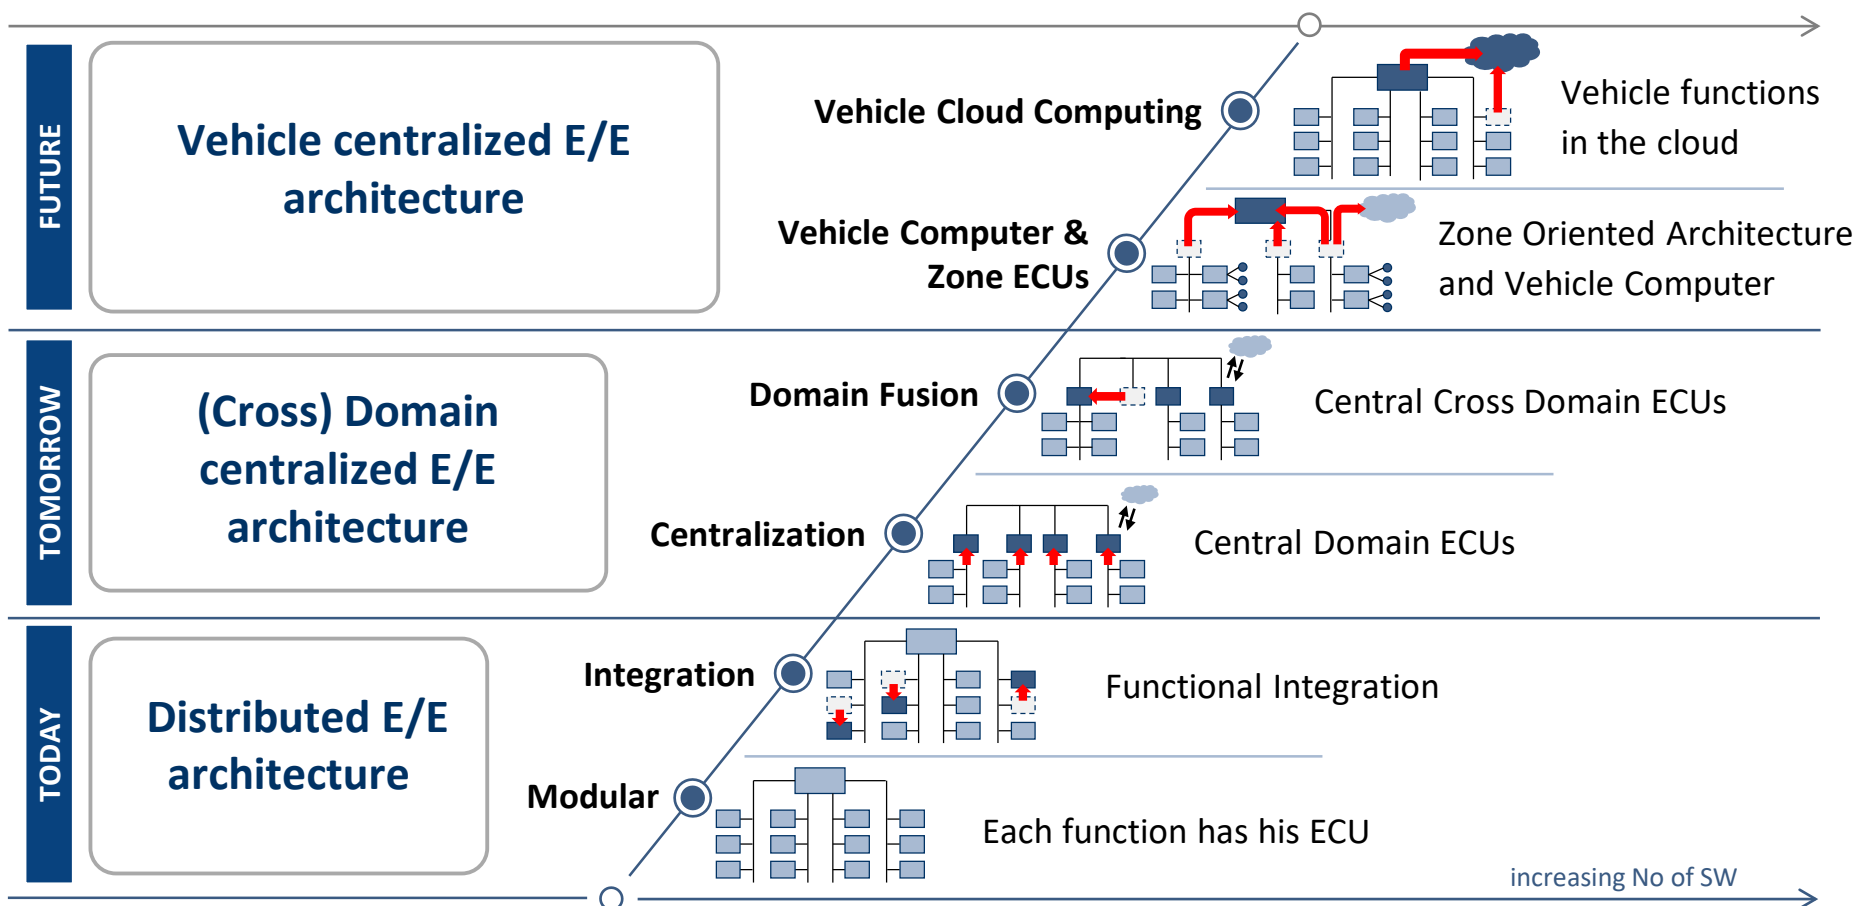 FUTURE
Vehicle centralized E/E
architecture
Vehicle Cloud Computing
Vehicle functions
in the cloud
Vehicle Computer &
Zone ECUs
Zone Oriented Architecture
and Vehicle Computer
TOMORROW
(Cross) Domain
centralized E/E
architecture
Domain Fusion
Central Cross Domain ECUs
Centralization
Central Domain ECUs
TODAY
Distributed E/E
architecture
Integration
Functional Integration
Modular
Each function has his ECU
increasing No of SW